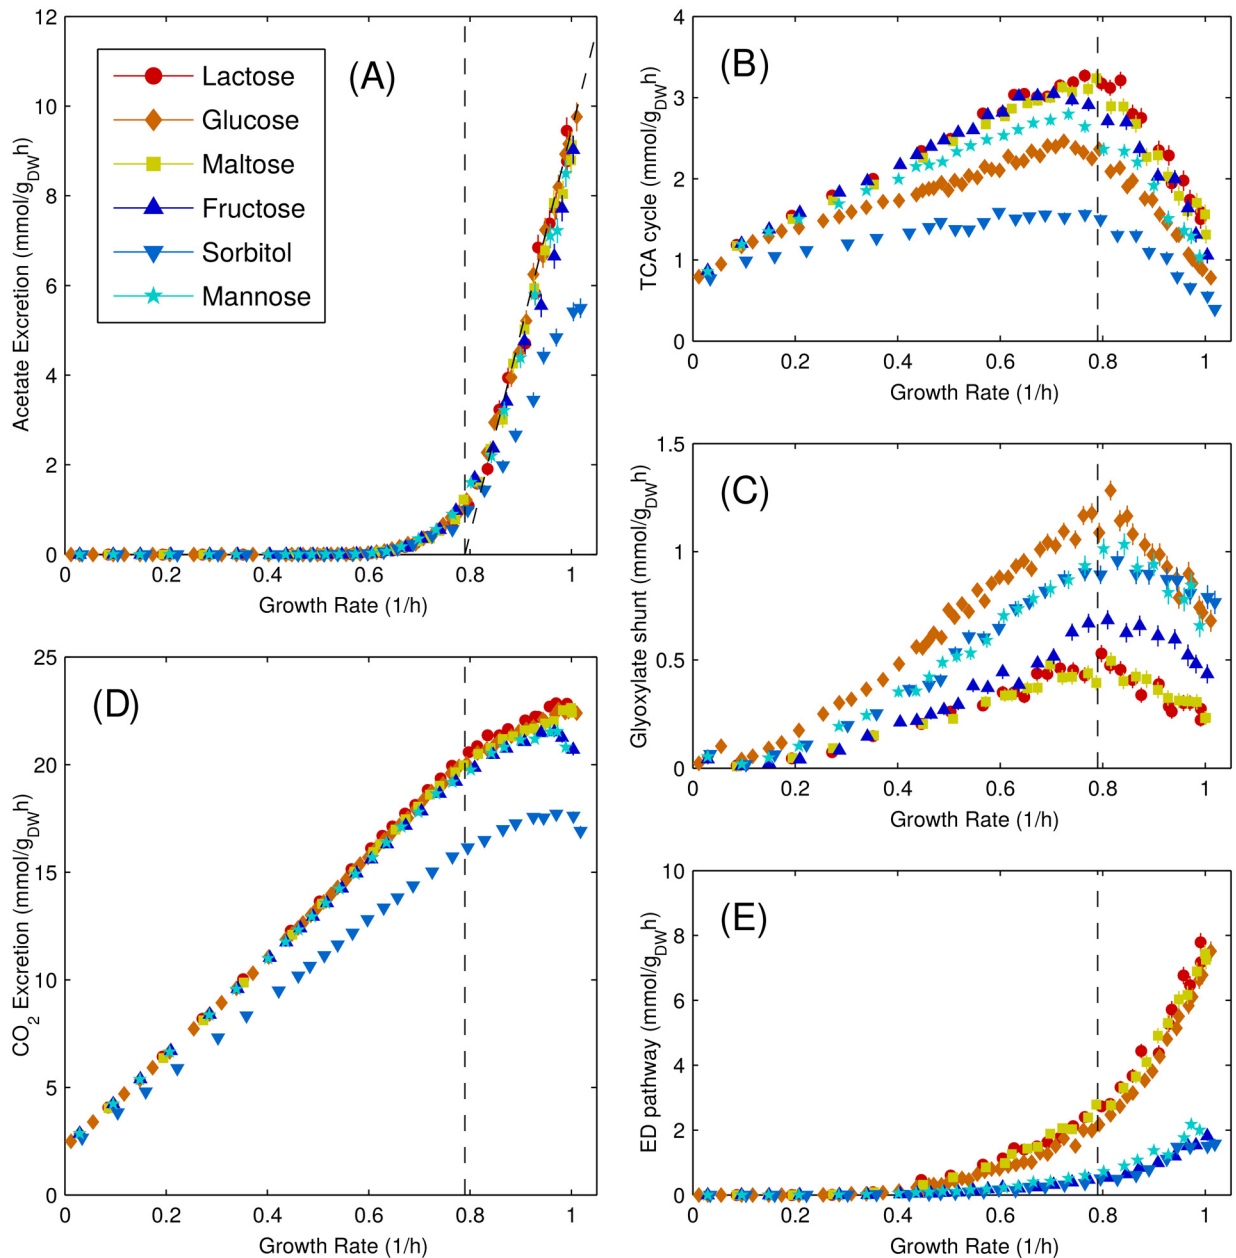 (A)
Lactose
Glucose
Maltose
Fructose
Sorbitol
Mannose
12
10
8
6
4
2
0
0 0.2 0.4 0.6 0.8 1
Acetate Excretion (mmol/g_DW h)
Growth Rate (1/h)
(B)
4
3
2
1
0
0 0.2 0.4 0.6 0.8 1
TCA cycle (mmol/g_DW h)
Growth Rate (1/h)
(C)
1.5
1
0.5
0
0 0.2 0.4 0.6 0.8 1
Glyoxylate shunt (mmol/g_DW h)
Growth Rate (1/h)
(D)
25
20
15
10
5
0
0 0.2 0.4 0.6 0.8 1
CO₂ Excretion (mmol/g_DW h)
Growth Rate (1/h)
(E)
10
8
6
4
2
0
0 0.2 0.4 0.6 0.8 1
ED pathway (mmol/g_DW h)
Growth Rate (1/h)